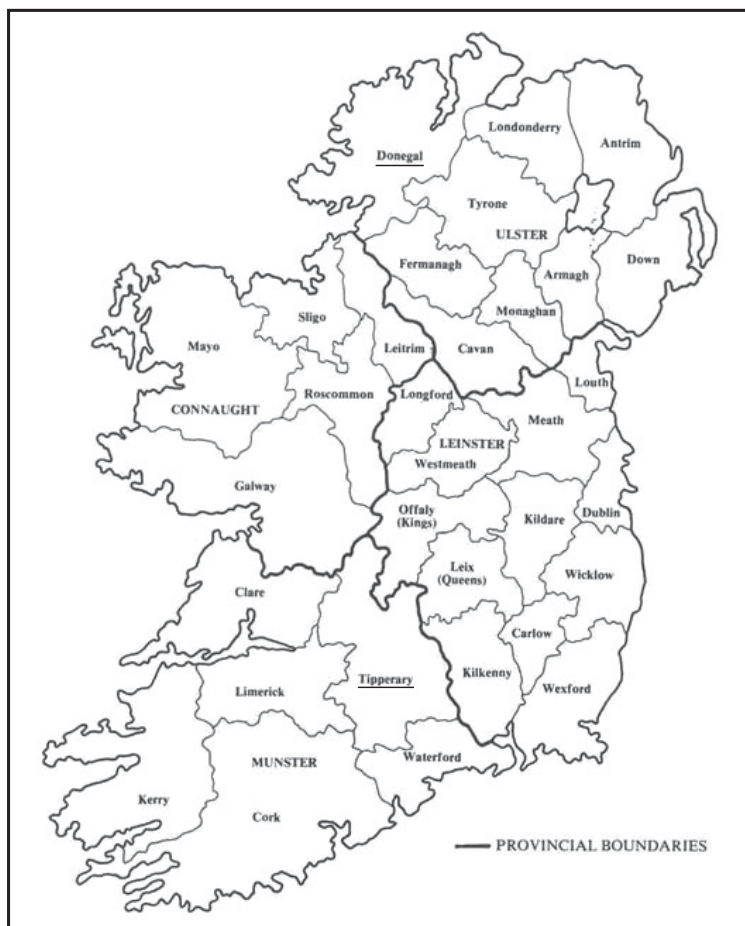 Londonderry
Antrim
Donegal
Tyrone
ULSTER
Fermanagh
Armagh
Down
Monaghan
Sligo
Mayo
Leitrim
Cavan
Louth
Roscommon
Longford
CONNAUGHT
Meath
LEINSTER
Westmeath
Galway
Offaly
(Kings)
Kildare
Dublin
Leix
(Queens)
Wicklow
Clare
Carlow
Kilkenny
Tipperary
Limerick
Wexford
Waterford
MUNSTER
Kerry
Cork
PROVINCIAL BOUNDARIES